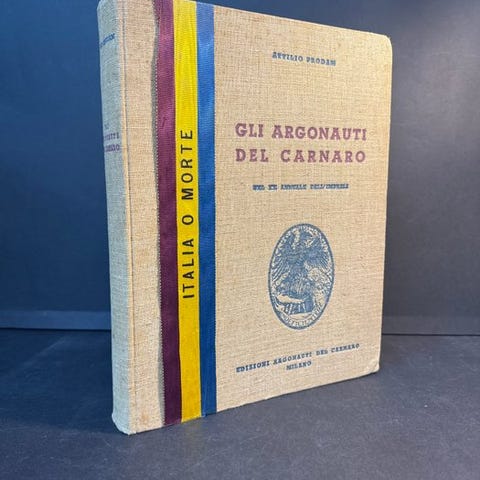 ATTILIO PRODAM
GLI ARGONAUTI
DEL CARNARO
NEL XX ANNUALE DELL'IMPRESA
EDIZIONI ARGONAUTI DEL CARNARO
MILANO
ITALIA O MORTE